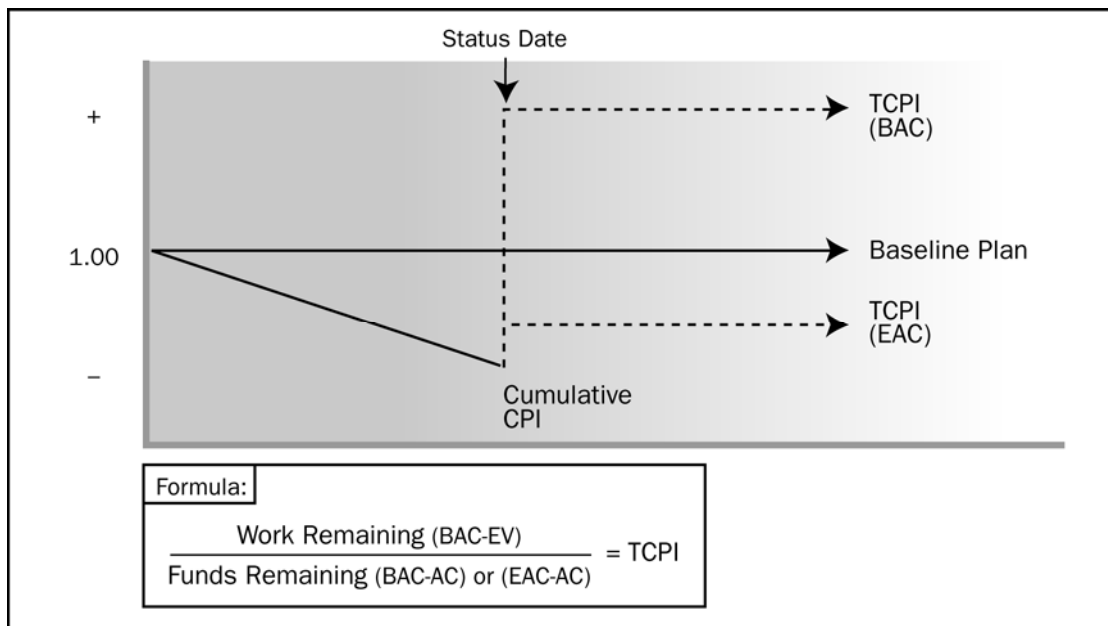 Status Date
+
TCPI
(BAC)
1.00
Baseline Plan
TCPI
(EAC)
–
Cumulative
CPI
Formula:
Work Remaining (BAC-EV)
= TCPI
Funds Remaining (BAC-AC) or (EAC-AC)